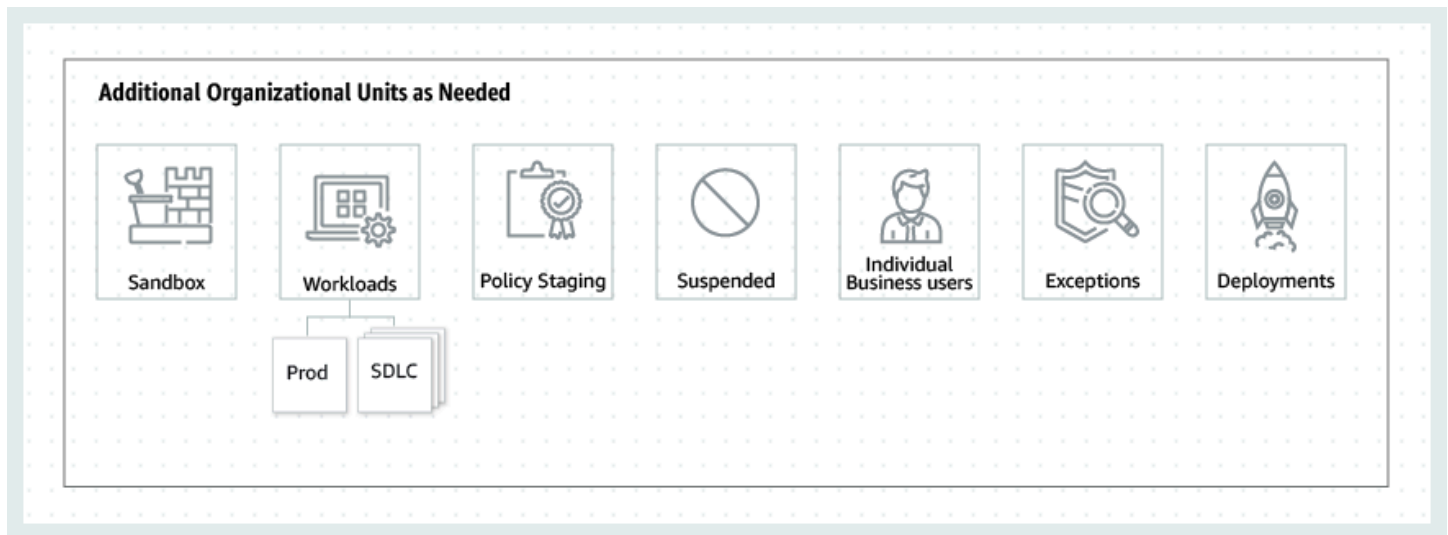 Additional Organizational Units as Needed
Sandbox
Workloads
Policy Staging
Suspended
Individual
Business users
Exceptions
Deployments
Prod
SDLC